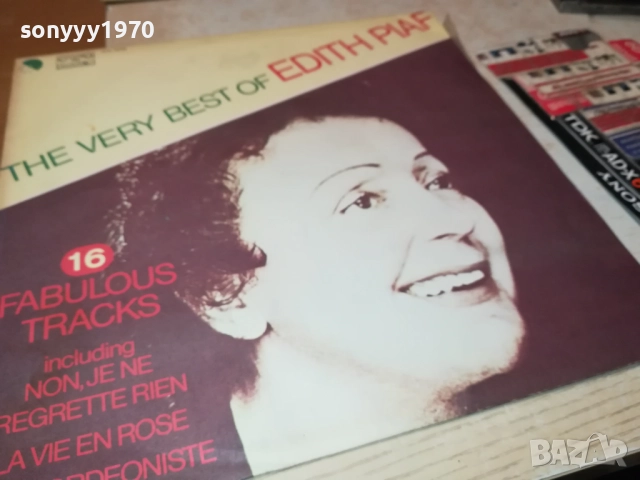 sonyyy1970
THE VERY BEST OF EDITH PIAF
16
FABULOUS
TRACKS
including
NON, JE NE
REGRETTE RIEN
LA VIE EN ROSE
TDK ADX
SONY
bazar